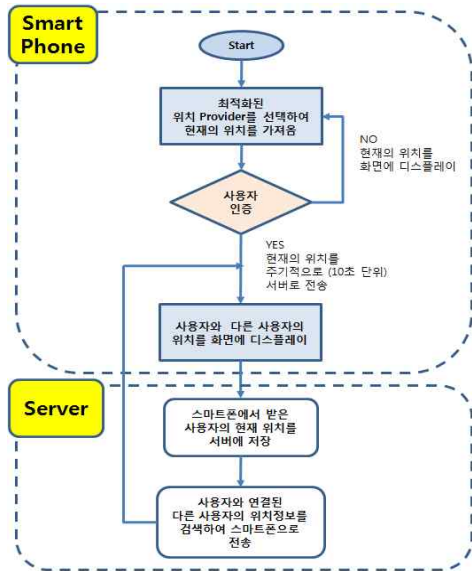 Smart
Phone
Start
최적화된
위치 Provider를 선택하여
현재의 위치를 가져옴
NO
현재의 위치를
화면에 디스플레이
사용자
인증
YES
현재의 위치를
주기적으로 (10초 단위)
서버로 전송
사용자와 다른 사용자의
위치를 화면에 디스플레이
Server
스마트폰에서 받은
사용자의 현재 위치를
서버에 저장
사용자와 연결된
다른 사용자의 위치정보를
검색하여 스마트폰으로
전송